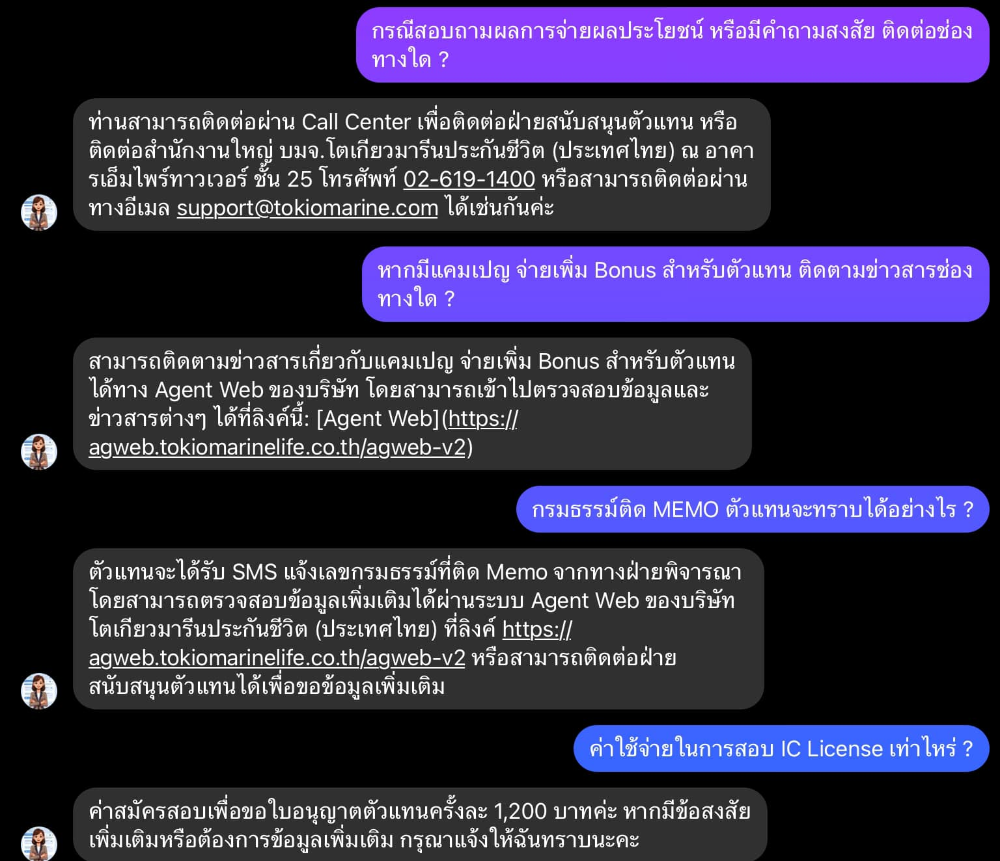 กรณีสอบถามผลการจ่ายผลประโยชน์ หรือมีคำถามสงสัย ติดต่อช่อง
ทางใด ?
ท่านสามารถติดต่อผ่าน Call Center เพื่อติดต่อฝ่ายสนับสนุนตัวแทน หรือ
ติดต่อสำนักงานใหญ่ บมจ.โตเกียวมารีนประกันชีวิต (ประเทศไทย) ณ อาคา
รเอ็มไพร์ทาวเวอร์ ชั้น 25 โทรศัพท์ 02-619-1400 หรือสามารถติดต่อผ่าน
ทางอีเมล support@tokiomarine.com ได้เช่นกันค่ะ
หากมีแคมเปญ จ่ายเพิ่ม Bonus สำหรับตัวแทน ติดตามข่าวสารช่อง
ทางใด ?
สามารถติดตามข่าวสารเกี่ยวกับแคมเปญ จ่ายเพิ่ม Bonus สำหรับตัวแทน
ได้ทาง Agent Web ของบริษัท โดยสามารถเข้าไปตรวจสอบข้อมูลและ
ข่าวสารต่างๆ ได้ที่ลิงค์นี้: [Agent Web](https://
agweb.tokiomarinelife.co.th/agweb-v2)
กรมธรรม์ติด MEMO ตัวแทนจะทราบได้อย่างไร ?
ตัวแทนจะได้รับ SMS แจ้งเลขกรมธรรม์ที่ติด Memo จากทางฝ่ายพิจารณา
โดยสามารถตรวจสอบข้อมูลเพิ่มเติมได้ผ่านระบบ Agent Web ของบริษัท
โตเกียวมารีนประกันชีวิต (ประเทศไทย) ที่ลิงค์ https://
agweb.tokiomarinelife.co.th/agweb-v2 หรือสามารถติดต่อฝ่าย
สนับสนุนตัวแทนได้เพื่อขอข้อมูลเพิ่มเติม
ค่าใช้จ่ายในการสอบ IC License เท่าไหร่ ?
ค่าสมัครสอบเพื่อขอใบอนุญาตตัวแทนครั้งละ 1,200 บาทค่ะ หากมีข้อสงสัย
เพิ่มเติมหรือต้องการข้อมูลเพิ่มเติม กรุณาแจ้งให้ฉันทราบนะคะ